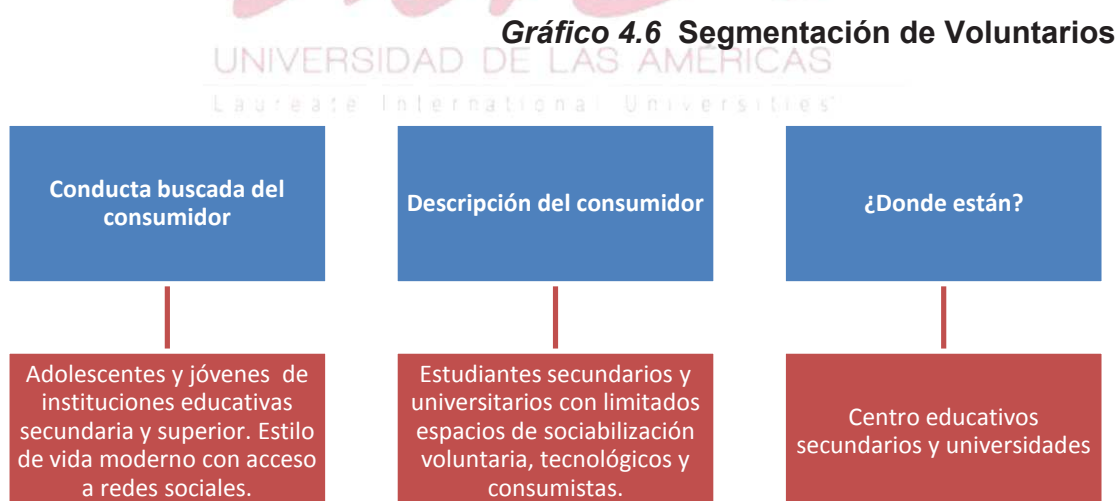 Gráfico 4.6 Segmentación de Voluntarios
UNIVERSIDAD DE LAS AMÉRICAS
Laureate International Universities
Conducta buscada del
consumidor
Descripción del consumidor
¿Donde están?
Adolescentes y jóvenes de
instituciones educativas
secundaria y superior. Estilo
de vida moderno con acceso
a redes sociales.
Estudiantes secundarios y
universitarios con limitados
espacios de sociabilización
voluntaria, tecnológicos y
consumistas.
Centro educativos
secundarios y universidades